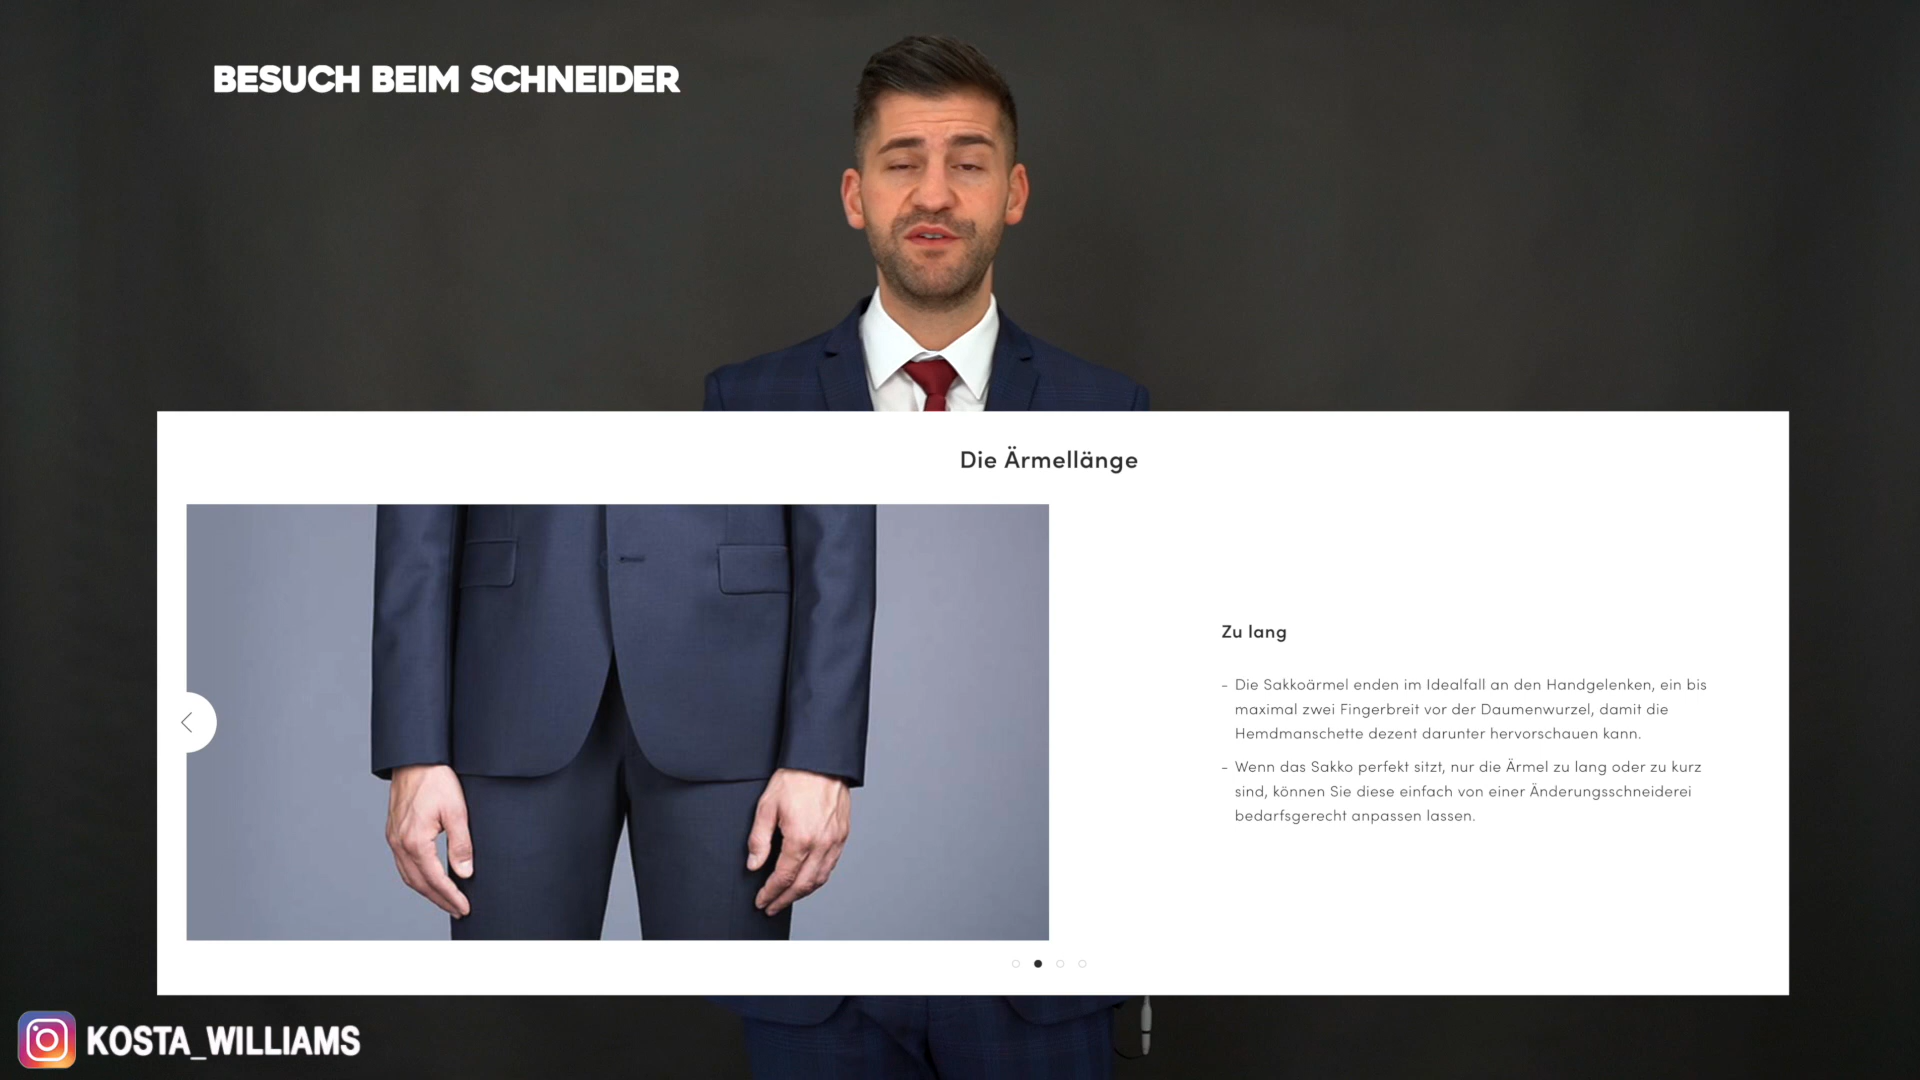 BESUCH BEIM SCHNEIDER
Die Ärmellänge
Zu lang
- Die Sakkoärmel enden im Idealfall an den Handgelenken, ein bis
maximal zwei Fingerbreit vor der Daumenwurzel, damit die
Hemdmanschette dezent darunter hervorschauen kann.
- Wenn das Sakko perfekt sitzt, nur die Ärmel zu lang oder zu kurz
sind, können Sie diese einfach von einer Änderungsschneiderei
bedarfsgerecht anpassen lassen.
KOSTA_WILLIAMS